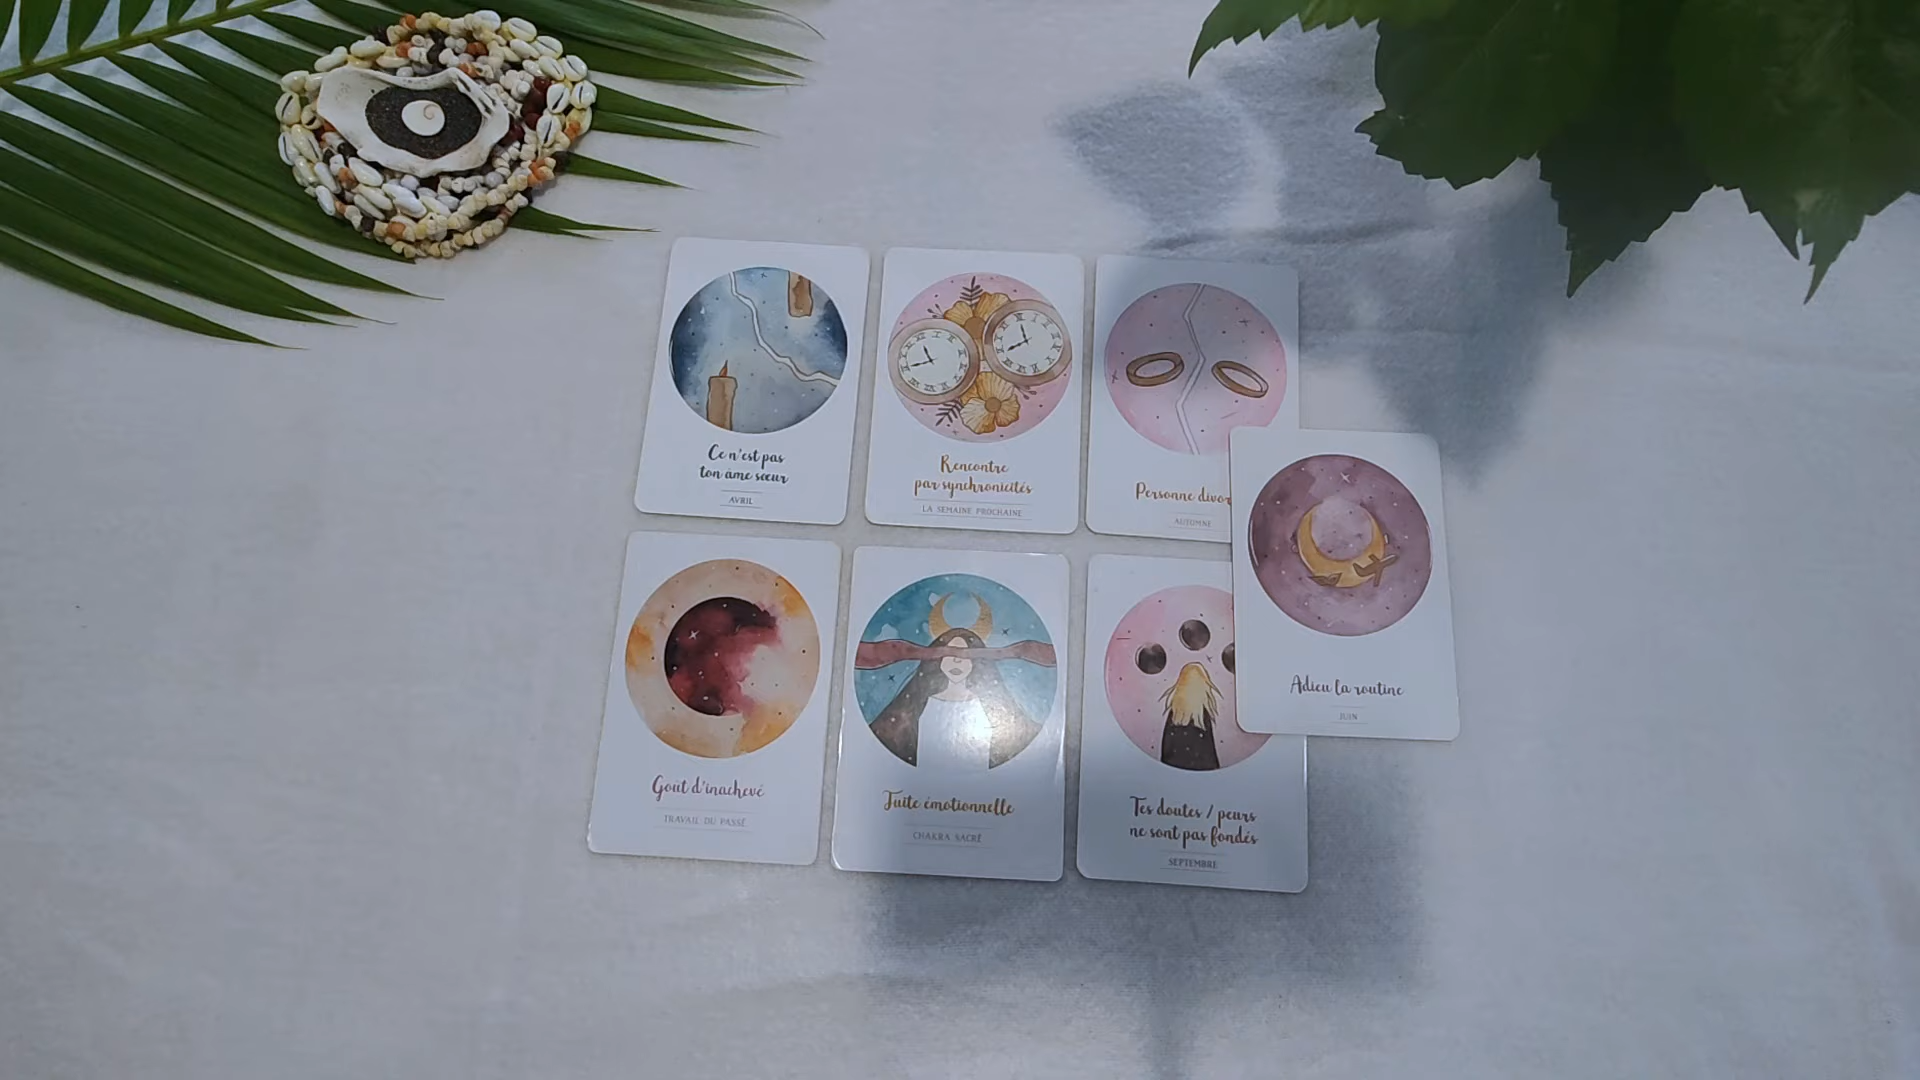 Ce n'est pas
ton âme sœur
AVRIL
Rencontre
par synchronicités
LA SEMAINE PROCHAINE
Personne divor
AUTOMNE
Adieu la routine
JUIN
Goût d'inachevé
TRAVAIL DU PASSÉ
Fuite émotionnelle
CHAKRA SACRÉ
Tes doutes / peurs
ne sont pas fondés
SEPTEMBRE